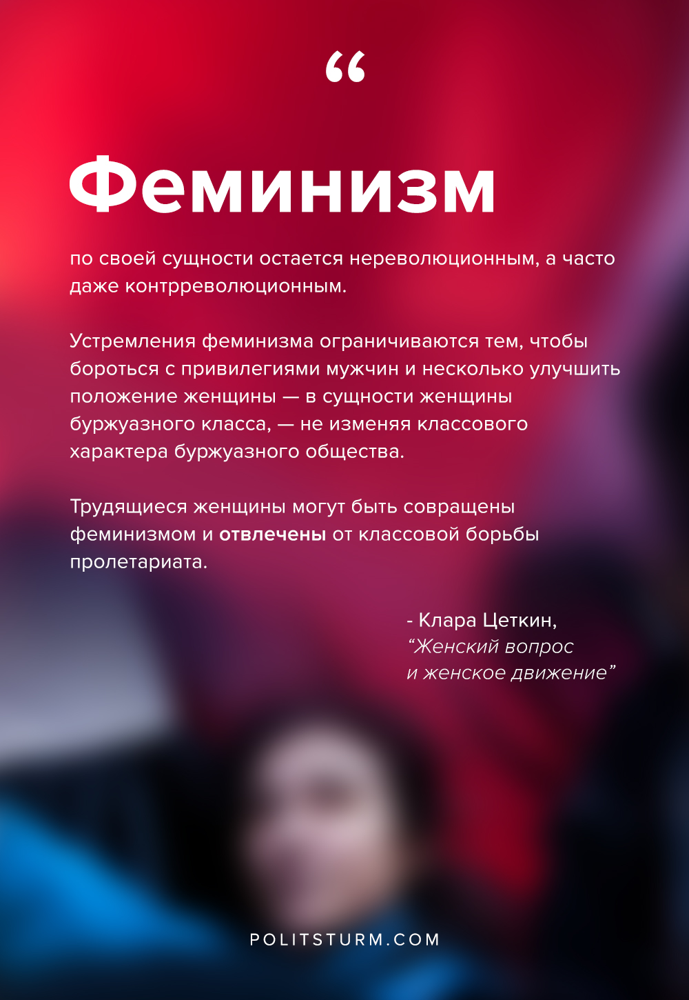 “
Феминизм
по своей сущности остается нереволюционным, а часто
даже контрреволюционным.
Устремления феминизма ограничиваются тем, чтобы
бороться с привилегиями мужчин и несколько улучшить
положение женщины — в сущности женщины
буржуазного класса, — не изменяя классового
характера буржуазного общества.
Трудящиеся женщины могут быть совращены
феминизмом и отвлечены от классовой борьбы
пролетариата.
- Клара Цеткин,
“Женский вопрос
и женское движение”
POLITSTURM.COM